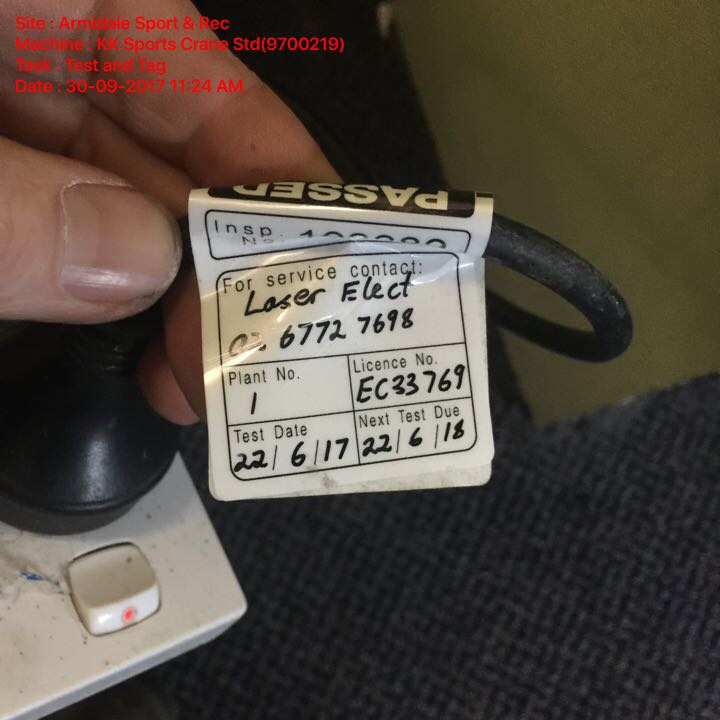 Site : Armidale Sport & Rec
Machine : KK Sports Crane Std(9700219)
Task : Test and Tag
Date : 30-09-2017 11:24 AM
PASSED
Insp.
No.
For service contact:
Laser Elect
02 6772 7698
Plant No.
1
Licence No.
EC33769
Test Date
22/6/17
Next Test Due
22/6/18